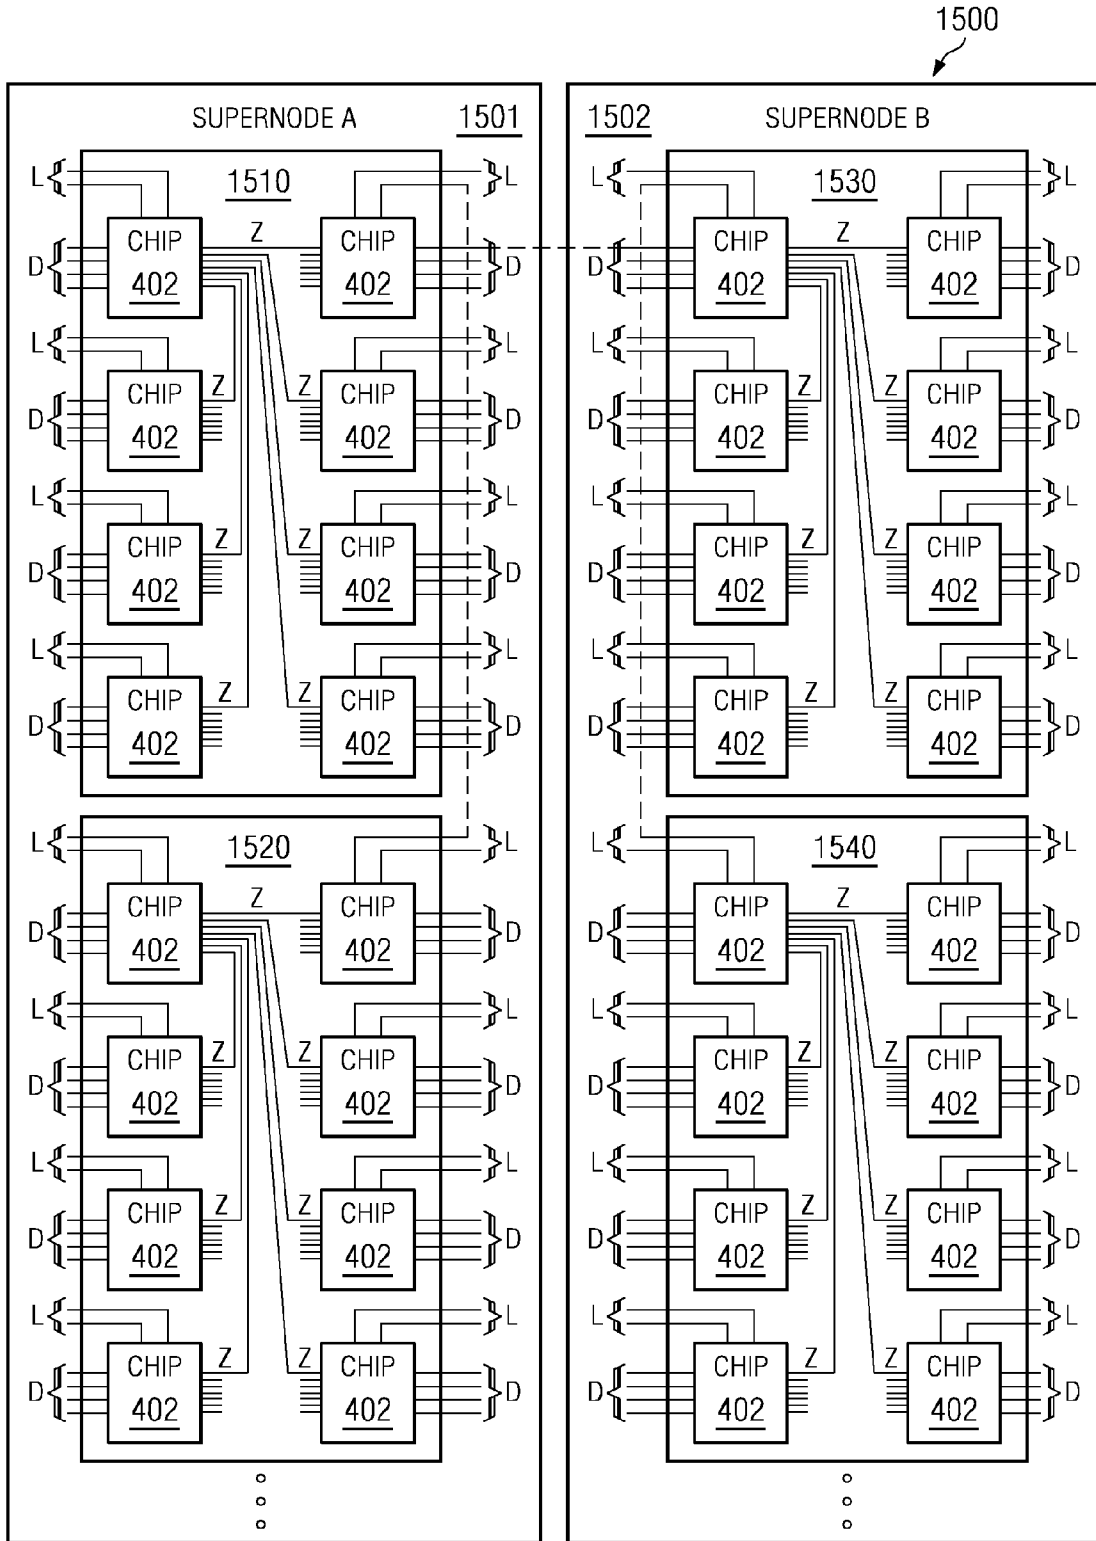 1500
SUPERNODE A 1501
1502 SUPERNODE B
L 1510 L
L 1530 L
CHIP Z CHIP
CHIP Z CHIP
D 402 402 D
D 402 402 D
L L
L L
Z Z
Z Z
CHIP CHIP
CHIP CHIP
D 402 402 D
D 402 402 D
L L
L L
Z Z
Z Z
CHIP CHIP
CHIP CHIP
D 402 402 D
D 402 402 D
L L
L L
Z Z
Z Z
CHIP CHIP
CHIP CHIP
D 402 402 D
D 402 402 D
L 1520 L
L 1540 L
CHIP Z CHIP
CHIP Z CHIP
D 402 402 D
D 402 402 D
L L
L L
Z Z
Z Z
CHIP CHIP
CHIP CHIP
D 402 402 D
D 402 402 D
L L
L L
Z Z
Z Z
CHIP CHIP
CHIP CHIP
D 402 402 D
D 402 402 D
L L
L L
Z Z
Z Z
CHIP CHIP
CHIP CHIP
D 402 402 D
D 402 402 D